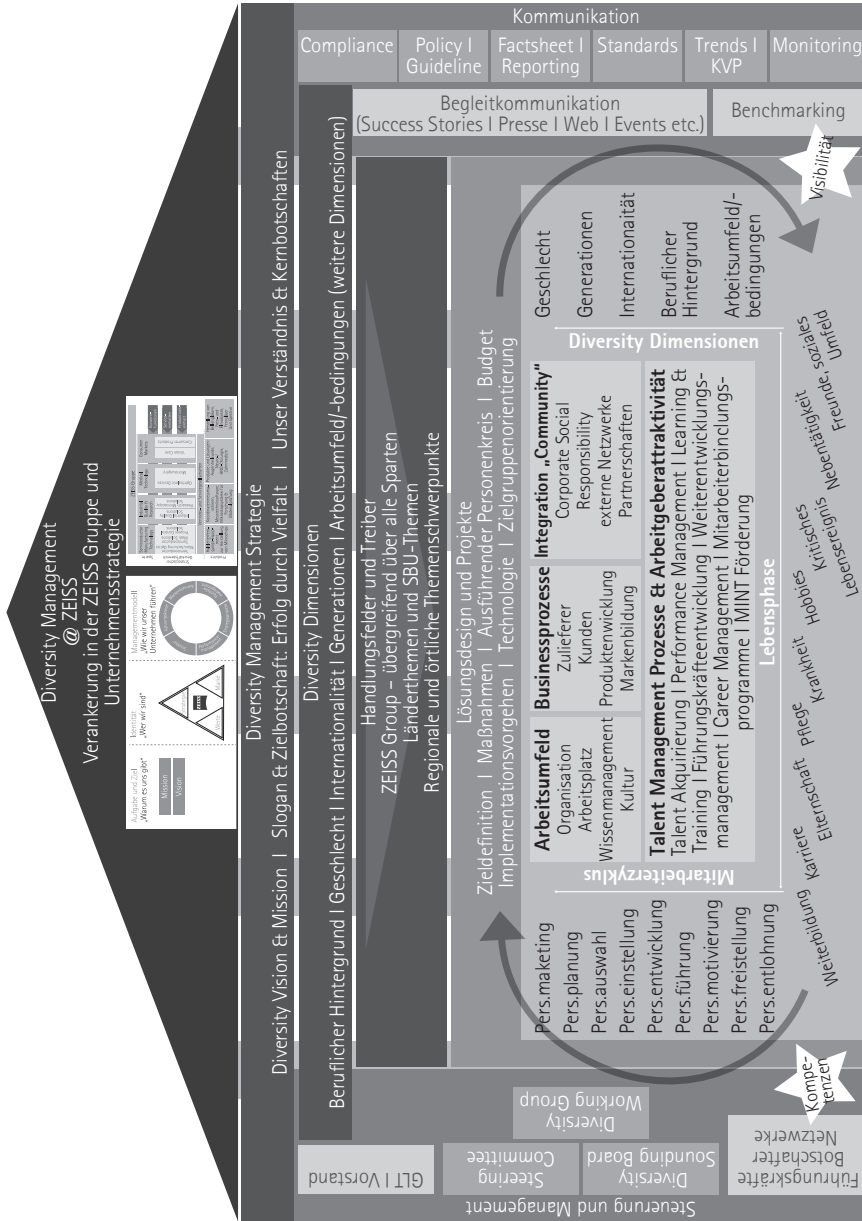 Diversity Management
@ ZEISS
Verankerung in der ZEISS Gruppe und
Unternehmensstrategie
Aufgabe und Ziel
„Warum es uns gibt“
Mission
Vision
Identität
„Wer wir sind“
ZEISS
Managementmodell
„Wie wir unser
Unternehmen führen“
Diversity Management Strategie
Diversity Vision & Mission I Slogan & Zielbotschaft: Erfolg durch Vielfalt I Unser Verständnis & Kernbotschaften
Diversity Dimensionen
Beruflicher Hintergrund I Geschlecht I Internationalität I Generationen I Arbeitsumfeld/-bedingungen (weitere Dimensionen)
Handlungsfelder und Treiber
ZEISS Group – übergreifend über alle Sparten
Länderthemen und SBU-Themen
Regionale und örtliche Themenschwerpunkte
Lösungsdesign und Projekte
Zieldefinition I Maßnahmen I Ausführender Personenkreis I Budget
Implementationsvorgehen I Technologie I Zielgruppenorientierung
Steuerung und Management
GLT I Vorstand
Steering
Committee
Diversity
Sounding Board
Diversity
Working Group
Führungskräfte
Botschafter
Netzwerke
Kompe-
tenzen
Pers.maketing
Pers.planung
Pers.auswahl
Pers.einstellung
Pers.entwicklung
Pers.führung
Pers.motivierung
Pers.freistellung
Pers.entlohnung
Mitarbeiterzyklus
Arbeitsumfeld
Organisation
Arbeitsplatz
Wissenmanagement
Kultur
Businessprozesse
Zulieferer
Kunden
Produktenwicklung
Markenbildung
Integration „Community“
Corporate Social
Responsibility
externe Netzwerke
Partnerschaften
Talent Management Prozesse & Arbeitgeberattraktivität
Talent Akquirierung I Performance Management I Learning &
Training I Führungskräfteentwicklung I Weiterentwicklungs-
management I Career Management I Mitarbeiterbinclungs-
programme I MINT Förderung
Lebensphase
Diversity Dimensionen
Geschlecht
Generationen
Internationaität
Beruflicher
Hintergrund
Arbeitsumfeld/-
bedingungen
Weiterbildung
Karriere
Elternschaft
Pflege
Krankheit
Hobbies
Kritisches
Lebensereignis
Nebentätigkeit
Freunde, soziales
Umfeld
Visibilität
Kommunikation
Compliance
Policy I
Guideline
Factsheet I
Reporting
Standards
Trends I
KVP
Monitoring
Begleitkommunikation
(Success Stories I Presse I Web I Events etc.)
Benchmarking